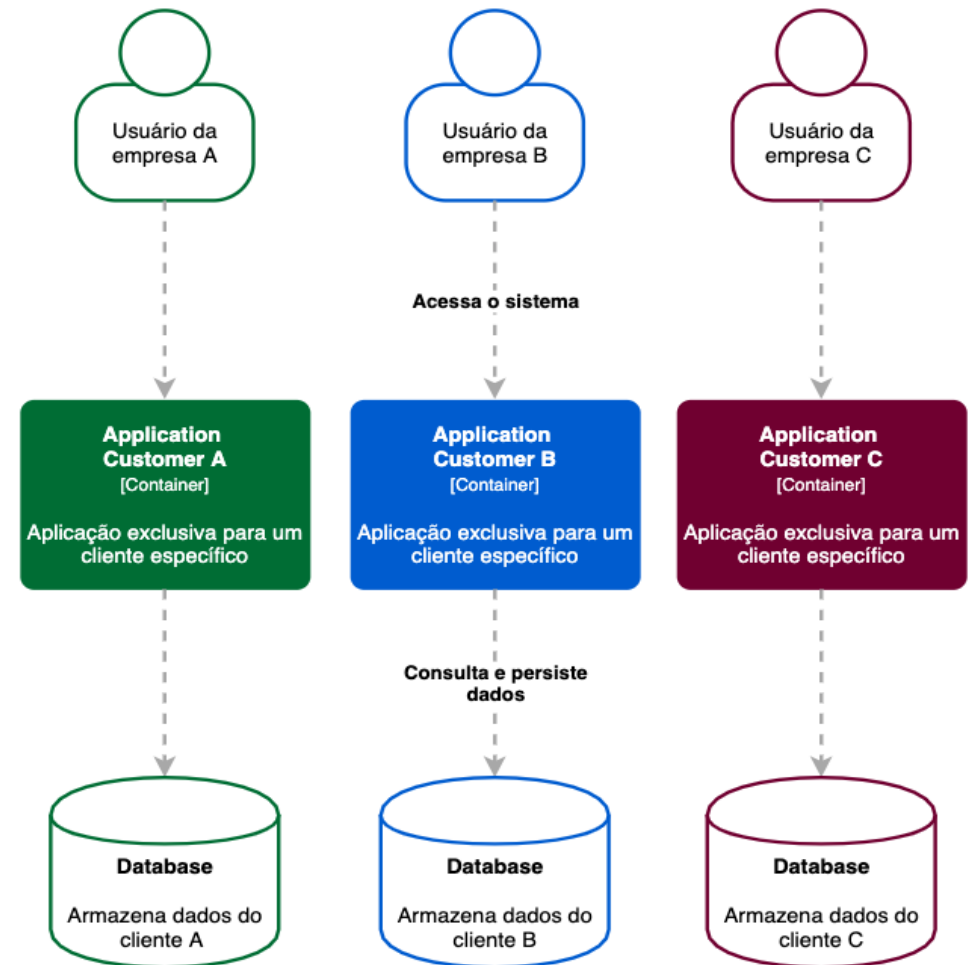 Usuário da
empresa A
Usuário da
empresa B
Usuário da
empresa C
Acessa o sistema
Application
Customer A
[Container]
Aplicação exclusiva para um
cliente específico
Application
Customer B
[Container]
Aplicação exclusiva para um
cliente específico
Application
Customer C
[Container]
Aplicação exclusiva para um
cliente específico
Consulta e persiste
dados
Database
Armazena dados do
cliente A
Database
Armazena dados do
cliente B
Database
Armazena dados do
cliente C